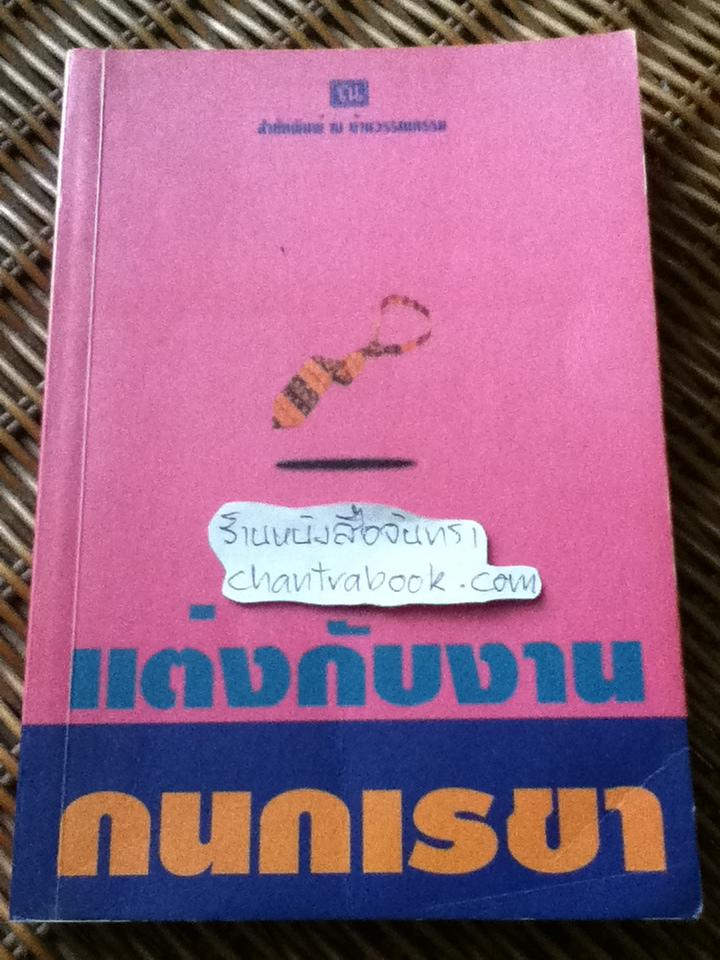 ณ
สำนักพิมพ์ ณ บ้านวรรณกรรม
ร้านหนังสือจันทรา
chantrabook.com
แต่งกับงาน
กนกเรขา